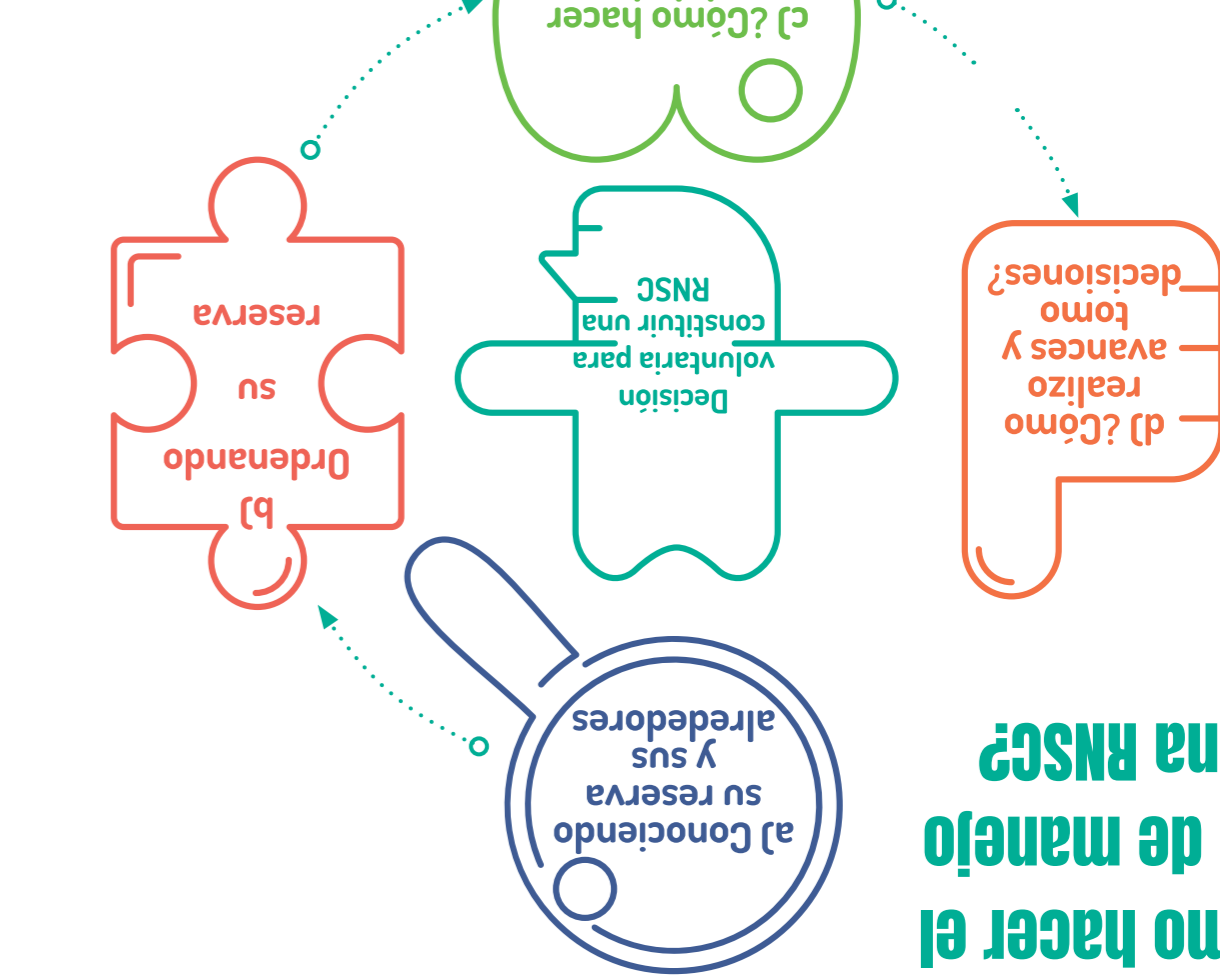 mo hacer el
de manejo
na RNSC?
a) Conociendo
su reserva
y sus
alrededores
b)
Ordenando
su
reserva
Decisión
voluntaria para
constituir una
RNSC
d) ¿Cómo
realizo
avances y
tomo
decisiones?
c) ¿Cómo hacer